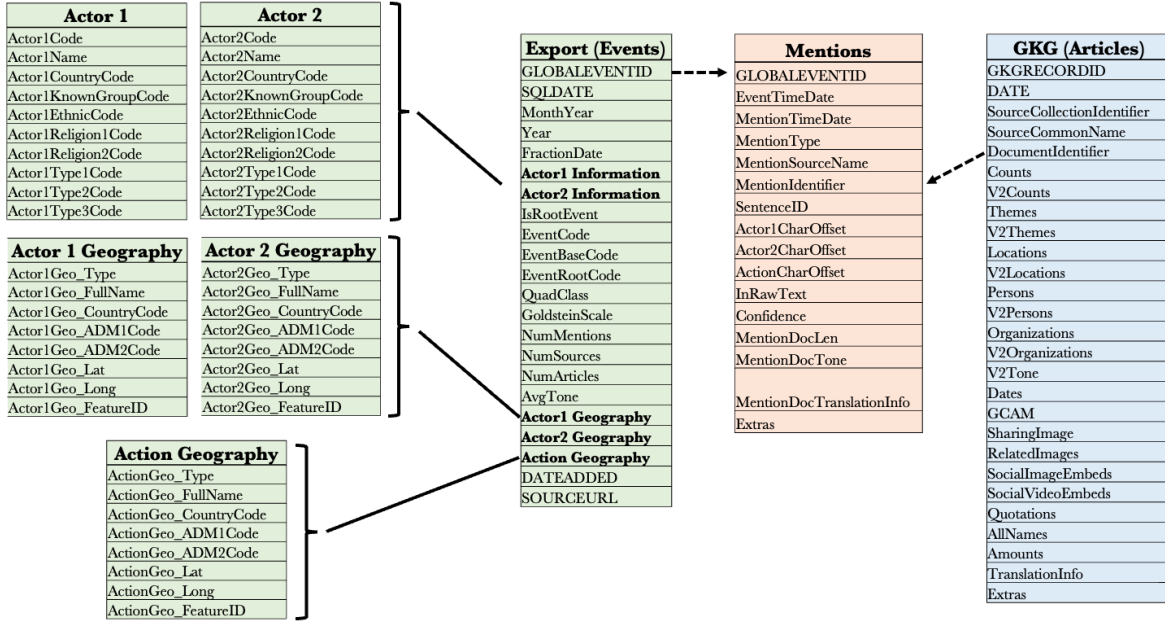 Actor 1
Actor1Code
Actor1Name
Actor1CountryCode
Actor1KnownGroupCode
Actor1EthnicCode
Actor1Religion1Code
Actor1Religion2Code
Actor1Type1Code
Actor1Type2Code
Actor1Type3Code
Actor 2
Actor2Code
Actor2Name
Actor2CountryCode
Actor2KnownGroupCode
Actor2EthnicCode
Actor2Religion1Code
Actor2Religion2Code
Actor2Type1Code
Actor2Type2Code
Actor2Type3Code
Actor 1 Geography
Actor1Geo_Type
Actor1Geo_FullName
Actor1Geo_CountryCode
Actor1Geo_ADM1Code
Actor1Geo_ADM2Code
Actor1Geo_Lat
Actor1Geo_Long
Actor1Geo_FeatureID
Actor 2 Geography
Actor2Geo_Type
Actor2Geo_FullName
Actor2Geo_CountryCode
Actor2Geo_ADM1Code
Actor2Geo_ADM2Code
Actor2Geo_Lat
Actor2Geo_Long
Actor2Geo_FeatureID
Action Geography
ActionGeo_Type
ActionGeo_FullName
ActionGeo_CountryCode
ActionGeo_ADM1Code
ActionGeo_ADM2Code
ActionGeo_Lat
ActionGeo_Long
ActionGeo_FeatureID
Export (Events)
GLOBALEVENTID
SQLDATE
MonthYear
Year
FractionDate
Actor1 Information
Actor2 Information
IsRootEvent
EventCode
EventBaseCode
EventRootCode
QuadClass
GoldsteinScale
NumMentions
NumSources
NumArticles
AvgTone
Actor1 Geography
Actor2 Geography
Action Geography
DATEADDED
SOURCEURL
Mentions
GLOBALEVENTID
EventTimeDate
MentionTimeDate
MentionType
MentionSourceName
MentionIdentifier
SentenceID
Actor1CharOffset
Actor2CharOffset
ActionCharOffset
InRawText
Confidence
MentionDocLen
MentionDocTone
MentionDocTranslationInfo
Extras
GKG (Articles)
GKGRECORDID
DATE
SourceCollectionIdentifier
SourceCommonName
DocumentIdentifier
Counts
V2Counts
Themes
V2Themes
Locations
V2Locations
Persons
V2Persons
Organizations
V2Organizations
V2Tone
Dates
GCAM
SharingImage
RelatedImages
SocialImageEmbeds
SocialVideoEmbeds
Quotations
AllNames
Amounts
TranslationInfo
Extras